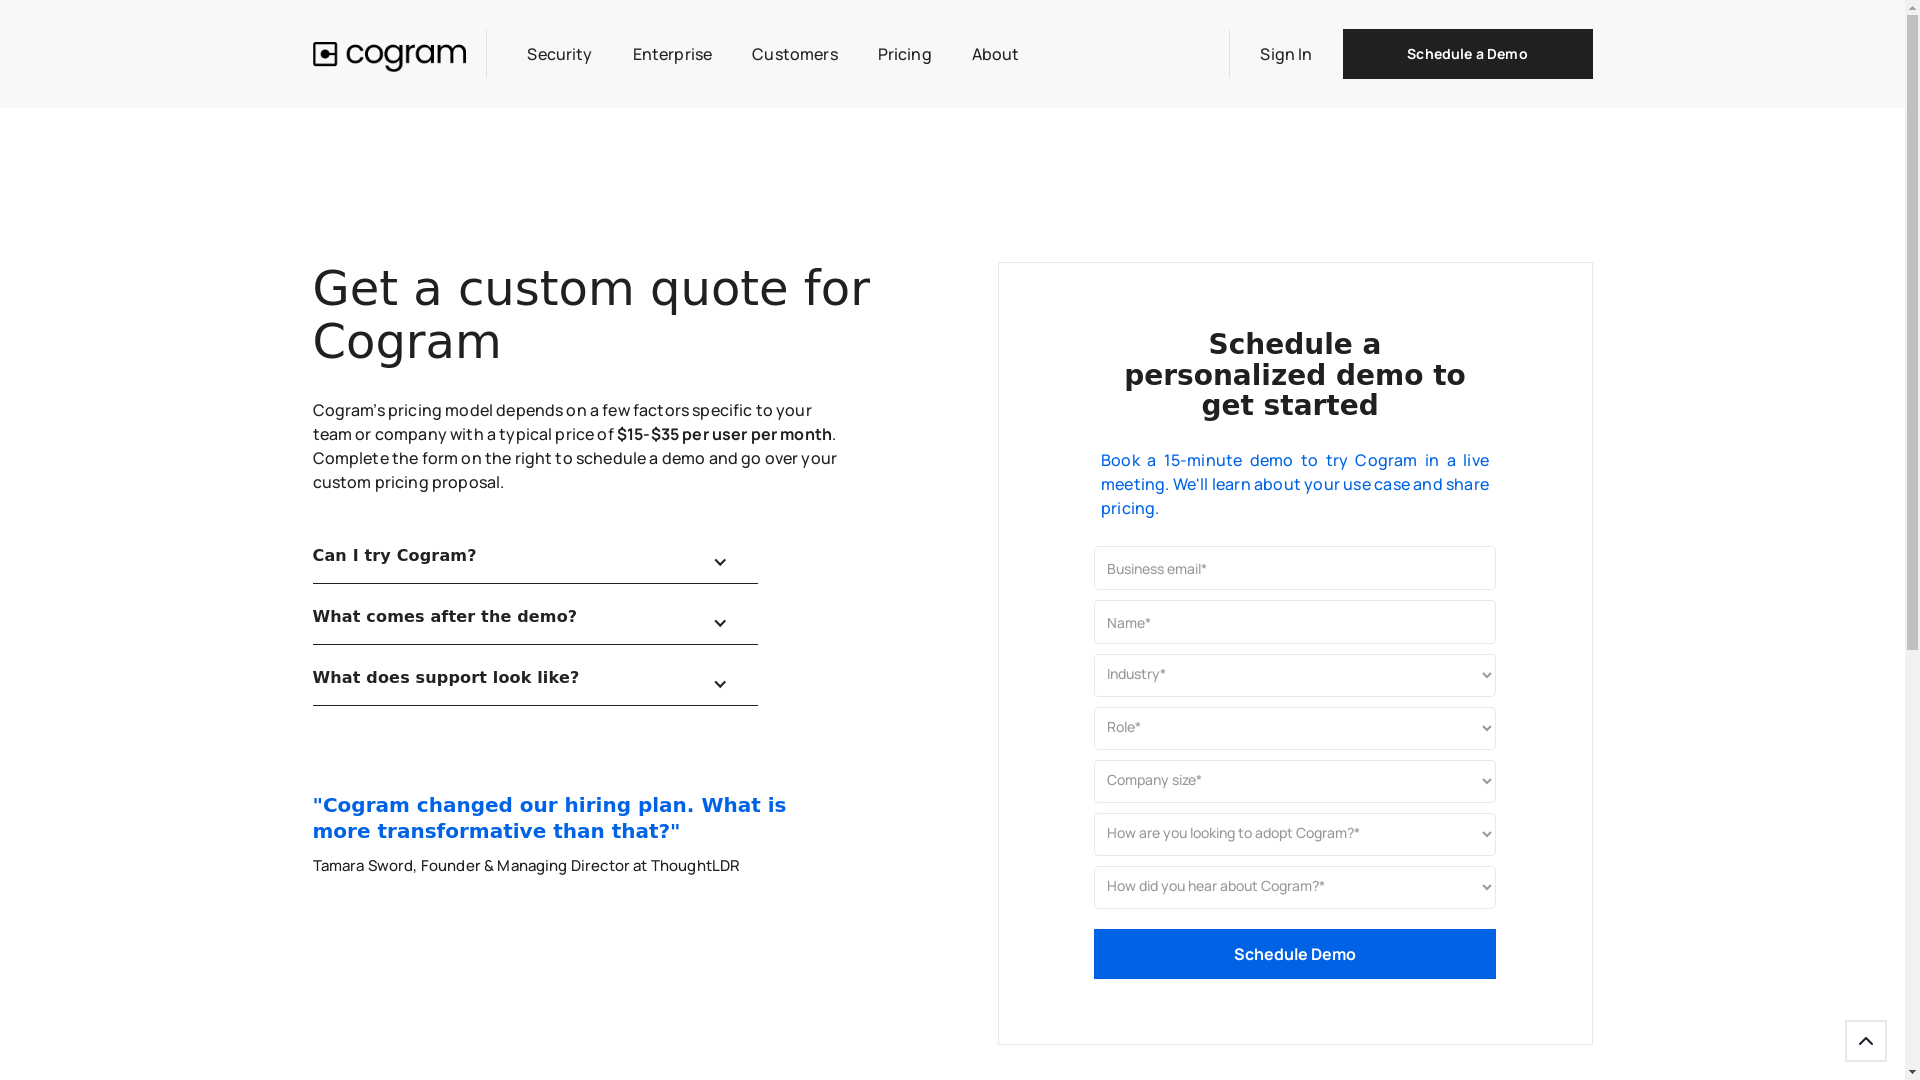 cogram
Security
Enterprise
Customers
Pricing
About
Sign In
Schedule a Demo
Get a custom quote for
Cogram
Cogram's pricing model depends on a few factors specific to your
team or company with a typical price of $15-$35 per user per month.
Complete the form on the right to schedule a demo and go over your
custom pricing proposal.
Can I try Cogram?
What comes after the demo?
What does support look like?
"Cogram changed our hiring plan. What is
more transformative than that?"
Tamara Sword, Founder & Managing Director at ThoughtLDR
Schedule a
personalized demo to
get started
Book a 15-minute demo to try Cogram in a live
meeting. We'll learn about your use case and share
pricing.
Business email*
Name*
Industry*
Role*
Company size*
How are you looking to adopt Cogram?*
How did you hear about Cogram?*
Schedule Demo